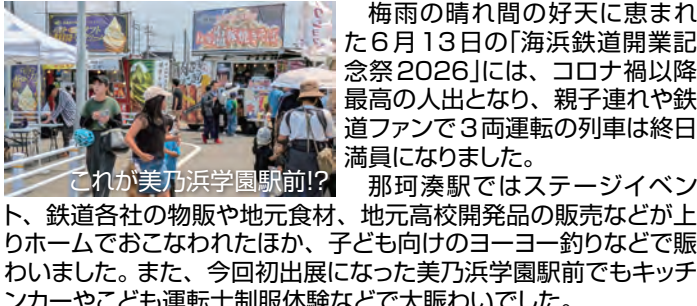 梅雨の晴れ間の好天に恵まれ
た6月13日の「海浜鉄道開業記
念祭2026」には、コロナ禍以降
最高の人出となり、親子連れや鉄
道ファンで3両運転の列車は終日
満員になりました。
これが美乃浜学園駅前!?
那珂湊駅ではステージイベン
ト、鉄道各社の物販や地元食材、地元高校開発品の販売などが上
りホームでおこなわれたほか、子ども向けのヨーヨー釣りなどで賑
わいました。また、今回初出展になった美乃浜学園駅前でもキッチ
ンカーやこども運転士制服体験などで大賑わいでした。